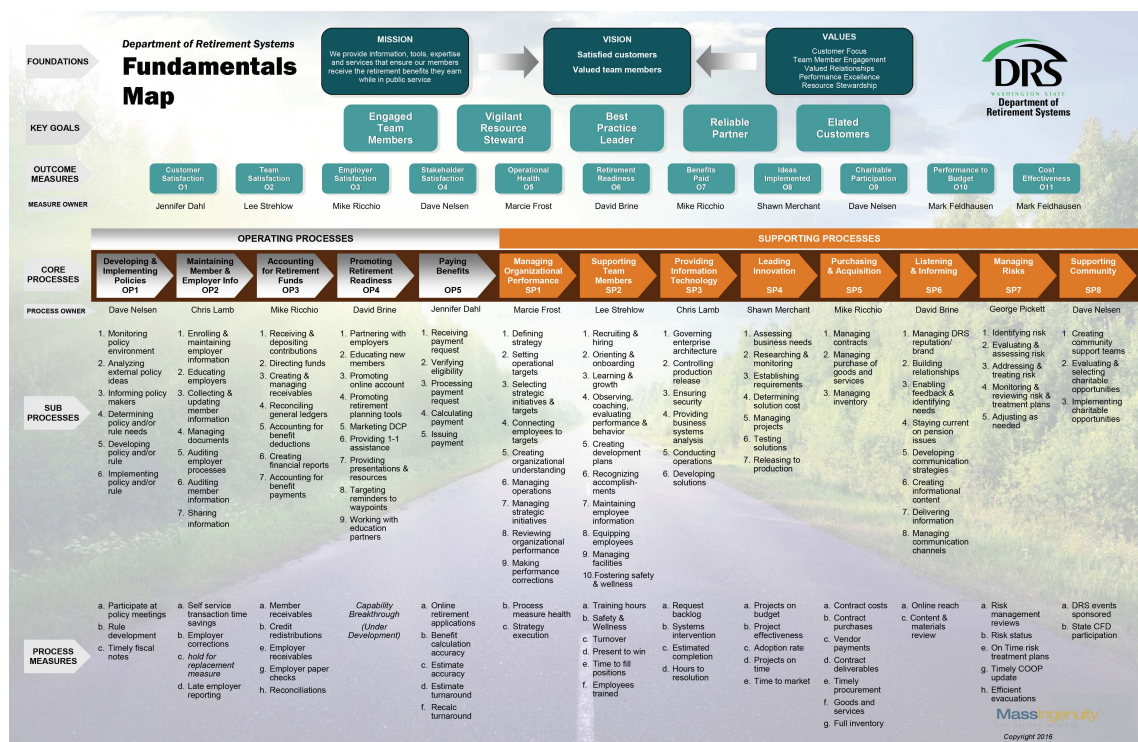 Department of Retirement Systems
Fundamentals
Map
FOUNDATIONS
MISSION
We provide information, tools, expertise
and services that ensure our members
receive the retirement benefits they earn
while in public service
VISION
Satisfied customers
Valued team members
VALUES
Customer Focus
Team Member Engagement
Valued Relationships
Performance Excellence
Resource Stewardship
DRS
WASHINGTON STATE
Department of
Retirement Systems
KEY GOALS
Engaged
Team
Members
Vigilant
Resource
Steward
Best
Practice
Leader
Reliable
Partner
Elated
Customers
OUTCOME
MEASURES
Customer
Satisfaction
O1
Team
Satisfaction
O2
Employer
Satisfaction
O3
Stakeholder
Satisfaction
O4
Operational
Health
O5
Retirement
Readiness
O6
Benefits
Paid
O7
Ideas
Implemented
O8
Charitable
Participation
O9
Performance to
Budget
O10
Cost
Effectiveness
O11
MEASURE OWNER
Jennifer Dahl
Lee Strehlow
Mike Ricchio
Dave Nelsen
Marcie Frost
David Brine
Mike Ricchio
Shawn Merchant
Dave Nelsen
Mark Feldhausen
Mark Feldhausen
OPERATING PROCESSES
SUPPORTING PROCESSES
CORE
PROCESSES
Developing &
Implementing
Policies
OP1
Maintaining
Member &
Employer Info
OP2
Accounting
for Retirement
Funds
OP3
Promoting
Retirement
Readiness
OP4
Paying
Benefits
OP5
Managing
Organizational
Performance
SP1
Supporting
Team
Members
SP2
Providing
Information
Technology
SP3
Leading
Innovation
SP4
Purchasing
& Acquisition
SP5
Listening
& Informing
SP6
Managing
Risks
SP7
Supporting
Community
SP8
PROCESS OWNER
Dave Nelsen
Chris Lamb
Mike Ricchio
David Brine
Jennifer Dahl
Marcie Frost
Lee Strehlow
Chris Lamb
Shawn Merchant
Mike Ricchio
David Brine
George Pickett
Dave Nelsen
SUB
PROCESSES
1. Monitoring
policy
environment
2. Analyzing
external policy
ideas
3. Informing policy
makers
4. Determining
policy and/or
rule needs
5. Developing
policy and/or
rule
6. Implementing
policy and/or
rule
1. Enrolling &
maintaining
employer
information
2. Educating
employers
3. Collecting &
updating
member
information
4. Managing
documents
5. Auditing
employer
processes
6. Auditing
member
information
7. Sharing
information
1. Receiving &
depositing
contributions
2. Directing funds
3. Creating &
managing
receivables
4. Reconciling
general ledgers
5. Accounting for
benefit
deductions
6. Creating
financial reports
7. Accounting for
benefit
payments
1. Partnering with
employers
2. Educating new
members
3. Promoting
online account
4. Promoting
retirement
planning tools
5. Marketing DCP
6. Providing 1-1
assistance
7. Providing
presentations &
resources
8. Targeting
reminders to
waypoints
9. Working with
education
partners
1. Receiving
payment
request
2. Verifying
eligibility
3. Processing
payment
request
4. Calculating
payment
5. Issuing
payment
1. Defining
strategy
2. Setting
operational
targets
3. Selecting
strategic
initiatives
& targets
4. Connecting
employees to
targets
5. Creating
organizational
understanding
6. Managing
operations
7. Managing
strategic
initiatives
8. Reviewing
organizational
performance
9. Making
performance
corrections
1. Recruiting &
hiring
2. Orienting &
onboarding
3. Learning &
growth
4. Observing,
coaching,
evaluating
performance &
behavior
5. Creating
development
plans
6. Recognizing
accomplish-
ments
7. Maintaining
employee
information
8. Equipping
employees
9. Managing
facilities
10.Fostering safety
& wellness
1. Governing
enterprise
architecture
2. Controlling
production
release
3. Ensuring
security
4. Providing
business
systems
analysis
5. Conducting
operations
6. Developing
solutions
1. Assessing
business needs
2. Researching &
monitoring
3. Establishing
requirements
4. Determining
solution cost
5. Managing
projects
6. Testing
solutions
7. Releasing to
production
1. Managing
contracts
2. Managing
purchase of
goods and
services
3. Managing
inventory
1. Managing DRS
reputation/
brand
2. Building
relationships
3. Enabling
feedback &
identifying
needs
4. Staying current
on pension
issues
5. Developing
communication
strategies
6. Creating
informational
content
7. Delivering
information
8. Managing
communication
channels
1. Identifying risk
2. Evaluating &
assessing risk
3. Addressing &
treating risk
4. Monitoring &
reviewing risk &
treatment plans
5. Adjusting as
needed
1. Creating
community
support teams
2. Evaluating &
selecting
charitable
opportunities
3. Implementing
charitable
opportunities
PROCESS
MEASURES
a. Participate at
policy meetings
b. Rule
development
c. Timely fiscal
notes
a. Self service
transaction time
savings
b. Employer
corrections
c. hold for
replacement
measure
d. Late employer
reporting
a. Member
receivables
b. Credit
redistributions
e. Employer
receivables
g. Employer paper
checks
h. Reconciliations
Capability
Breakthrough
(Under
Development)
a. Online
retirement
applications
b. Benefit
calculation
accuracy
c. Estimate
accuracy
d. Estimate
turnaround
f. Recalc
turnaround
b. Process
measure health
c. Strategy
execution
a. Training hours
b. Safety &
Wellness
c. Turnover
d. Present to win
e. Time to fill
positions
f. Employees
trained
a. Request
backlog
b. Systems
intervention
c. Estimated
completion
d. Hours to
resolution
a. Projects on
budget
b. Project
effectiveness
c. Adoption rate
d. Projects on
time
e. Time to market
a. Contract costs
b. Contract
purchases
c. Vendor
payments
d. Contract
deliverables
e. Timely
procurement
f. Goods and
services
g. Full inventory
a. Online reach
c. Content &
materials
review
a. Risk
management
reviews
b. Risk status
e. On Time risk
treatment plans
g. Timely COOP
update
h. Efficient
evacuations
a. DRS events
sponsored
b. State CFD
participation
Massingenuity
Copyright 2016